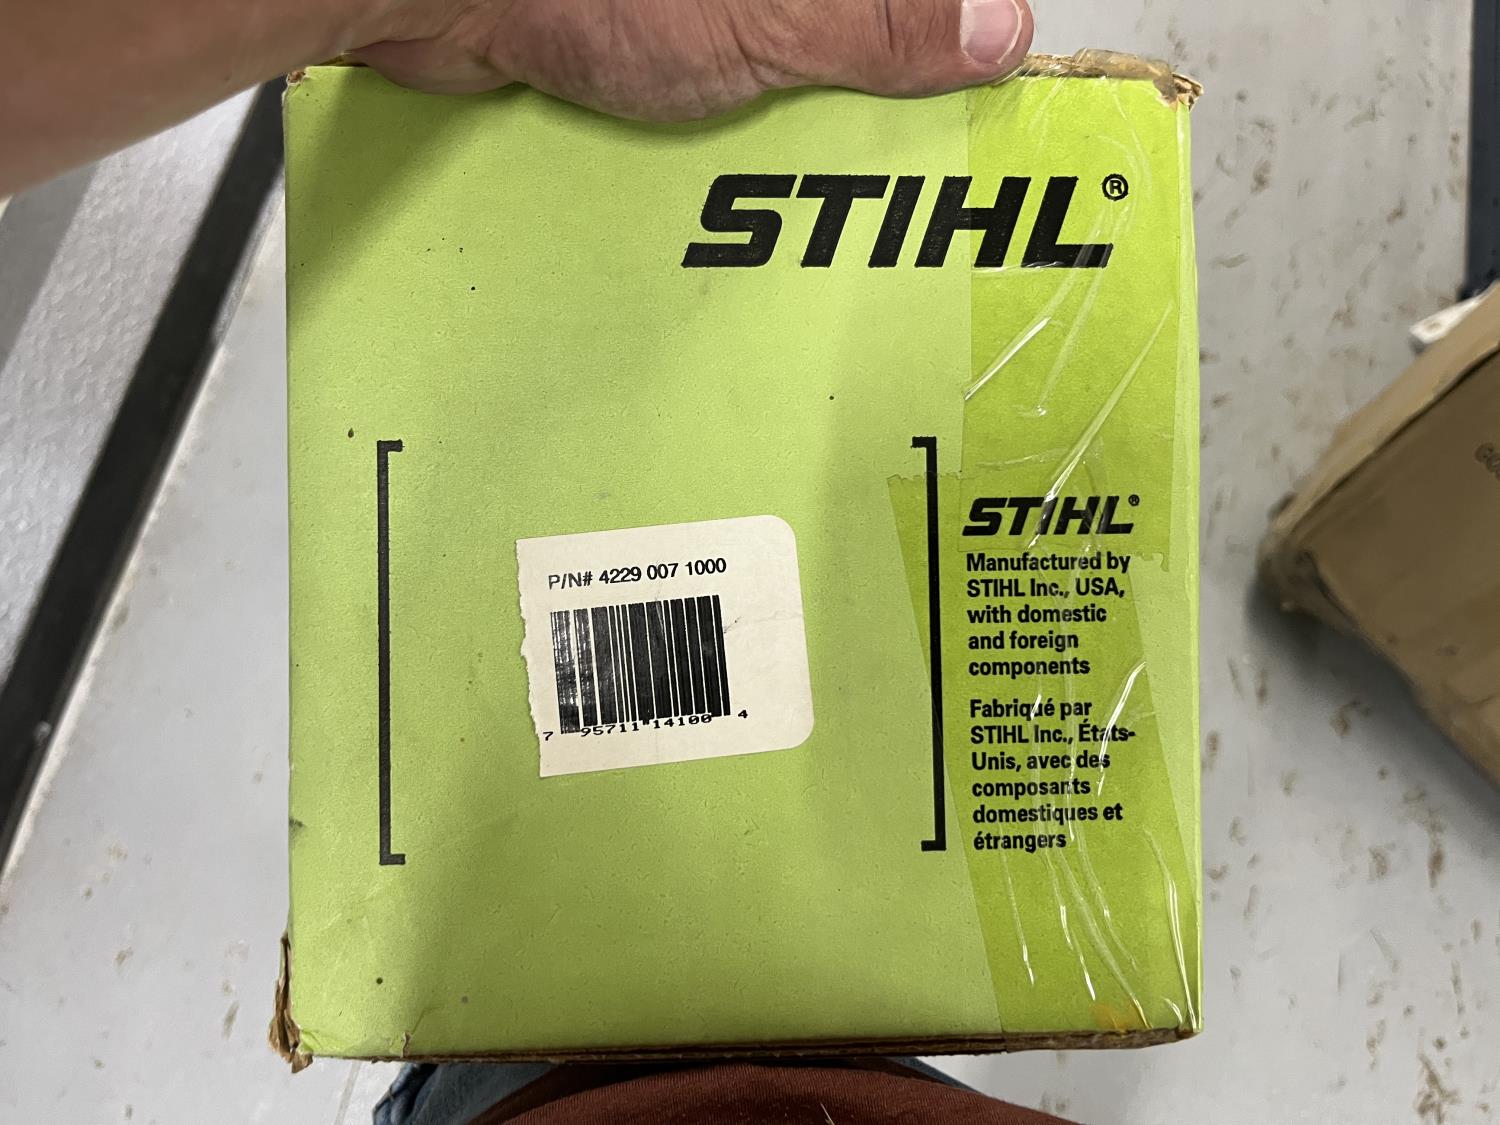 STIHL®
P/N# 4229 007 1000
7 95711 14100 4
STIHL®
Manufactured by
STIHL Inc., USA,
with domestic
and foreign
components
Fabriqué par
STIHL Inc., États-
Unis, avec des
composants
domestiques et
étrangers